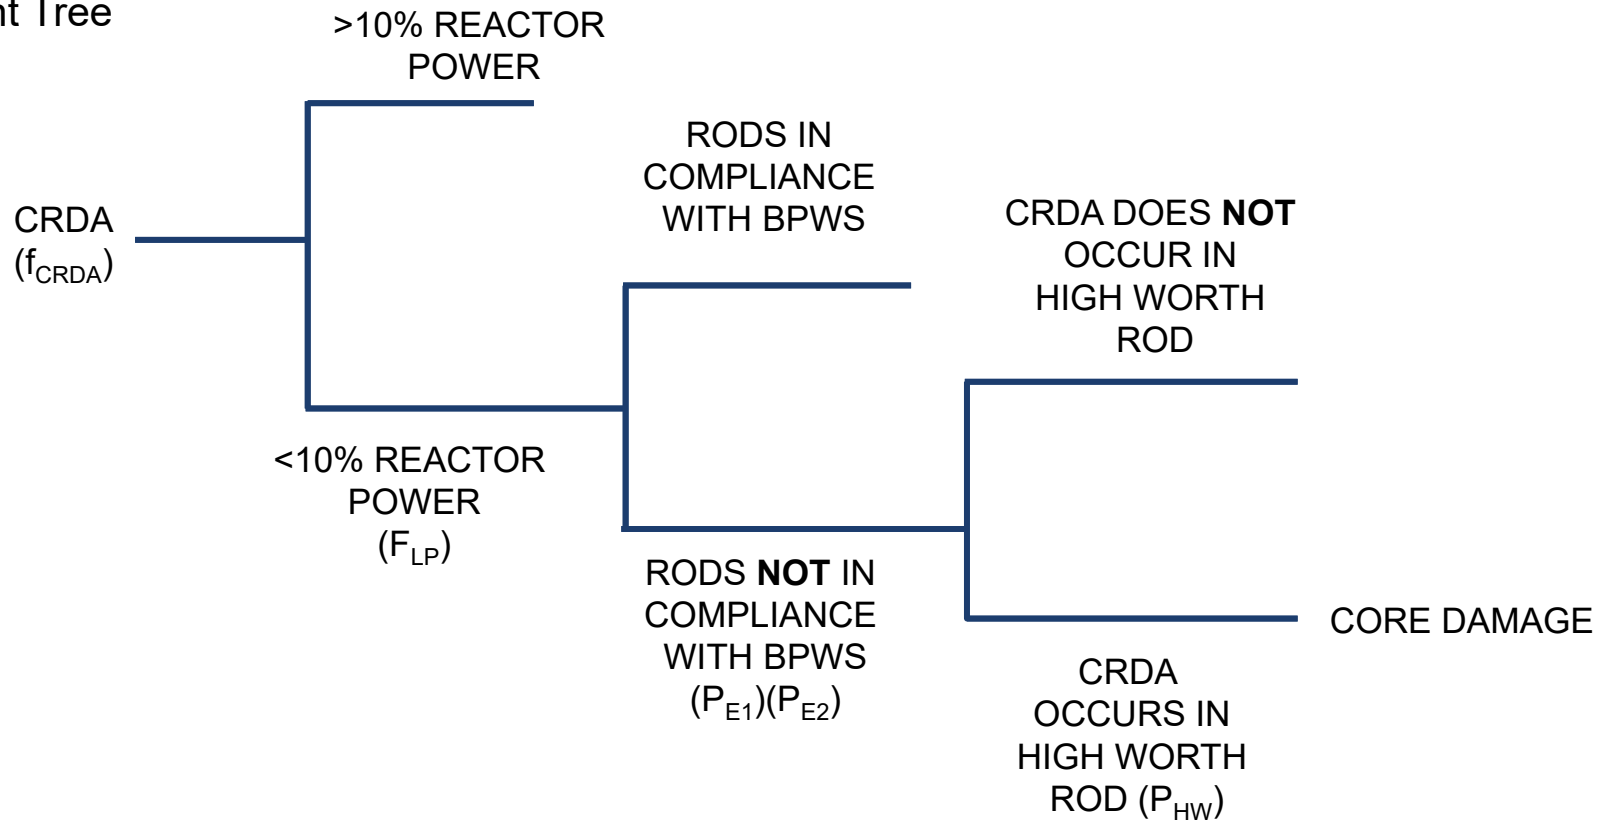 Tree
>10% REACTOR
POWER
RODS IN
COMPLIANCE
WITH BPWS
CRDA DOES NOT
OCCUR IN
HIGH WORTH
ROD
CRDA
(fCRDA)
<10% REACTOR
POWER
(FLP)
RODS NOT IN
COMPLIANCE
WITH BPWS
(PE1)(PE2)
CORE DAMAGE
CRDA
OCCURS IN
HIGH WORTH
ROD (PHW)